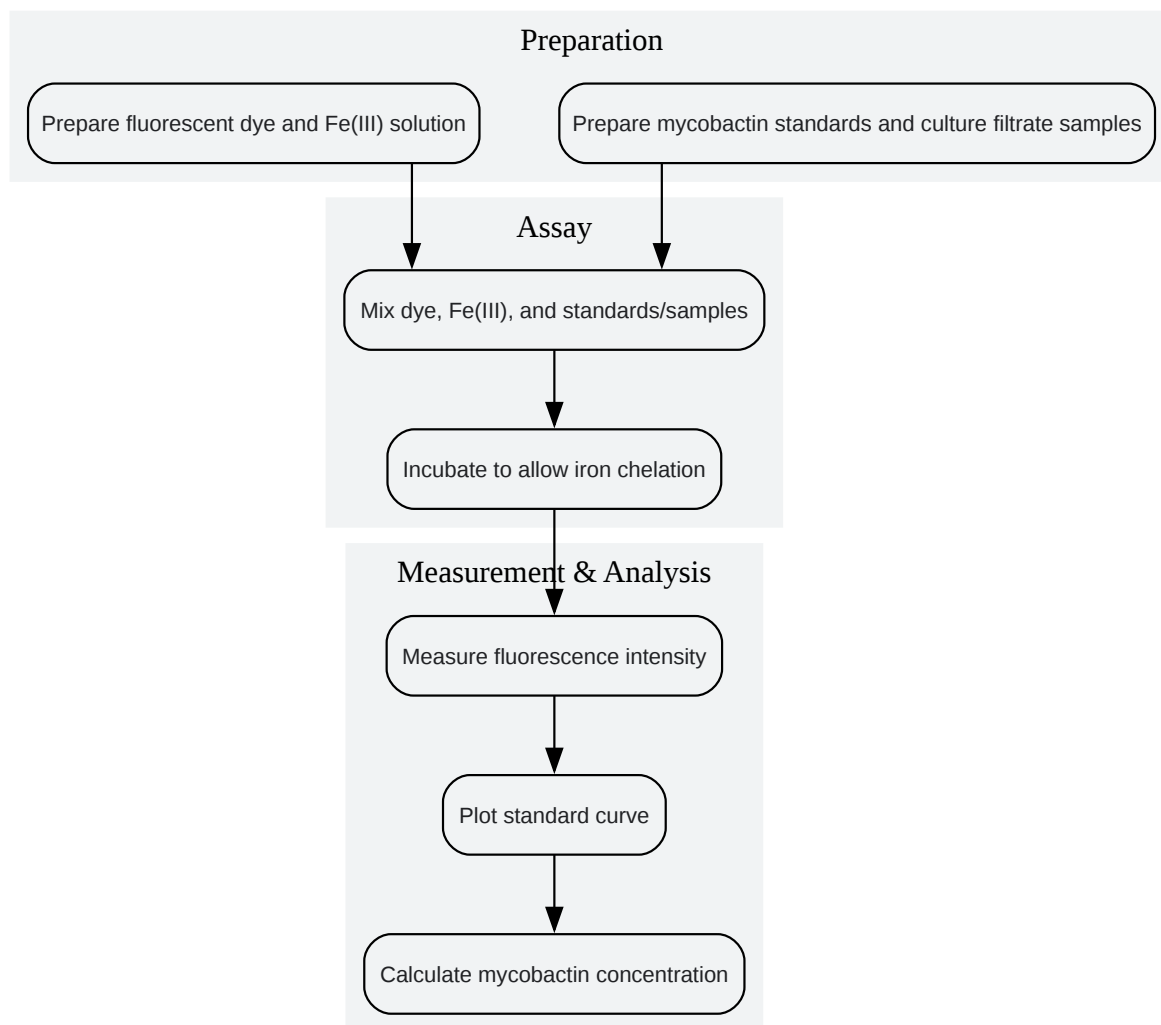 Preparation
Prepare fluorescent dye and Fe(III) solution
Prepare mycobactin standards and culture filtrate samples
Assay
Mix dye, Fe(III), and standards/samples
Incubate to allow iron chelation
Measurement & Analysis
Measure fluorescence intensity
Plot standard curve
Calculate mycobactin concentration